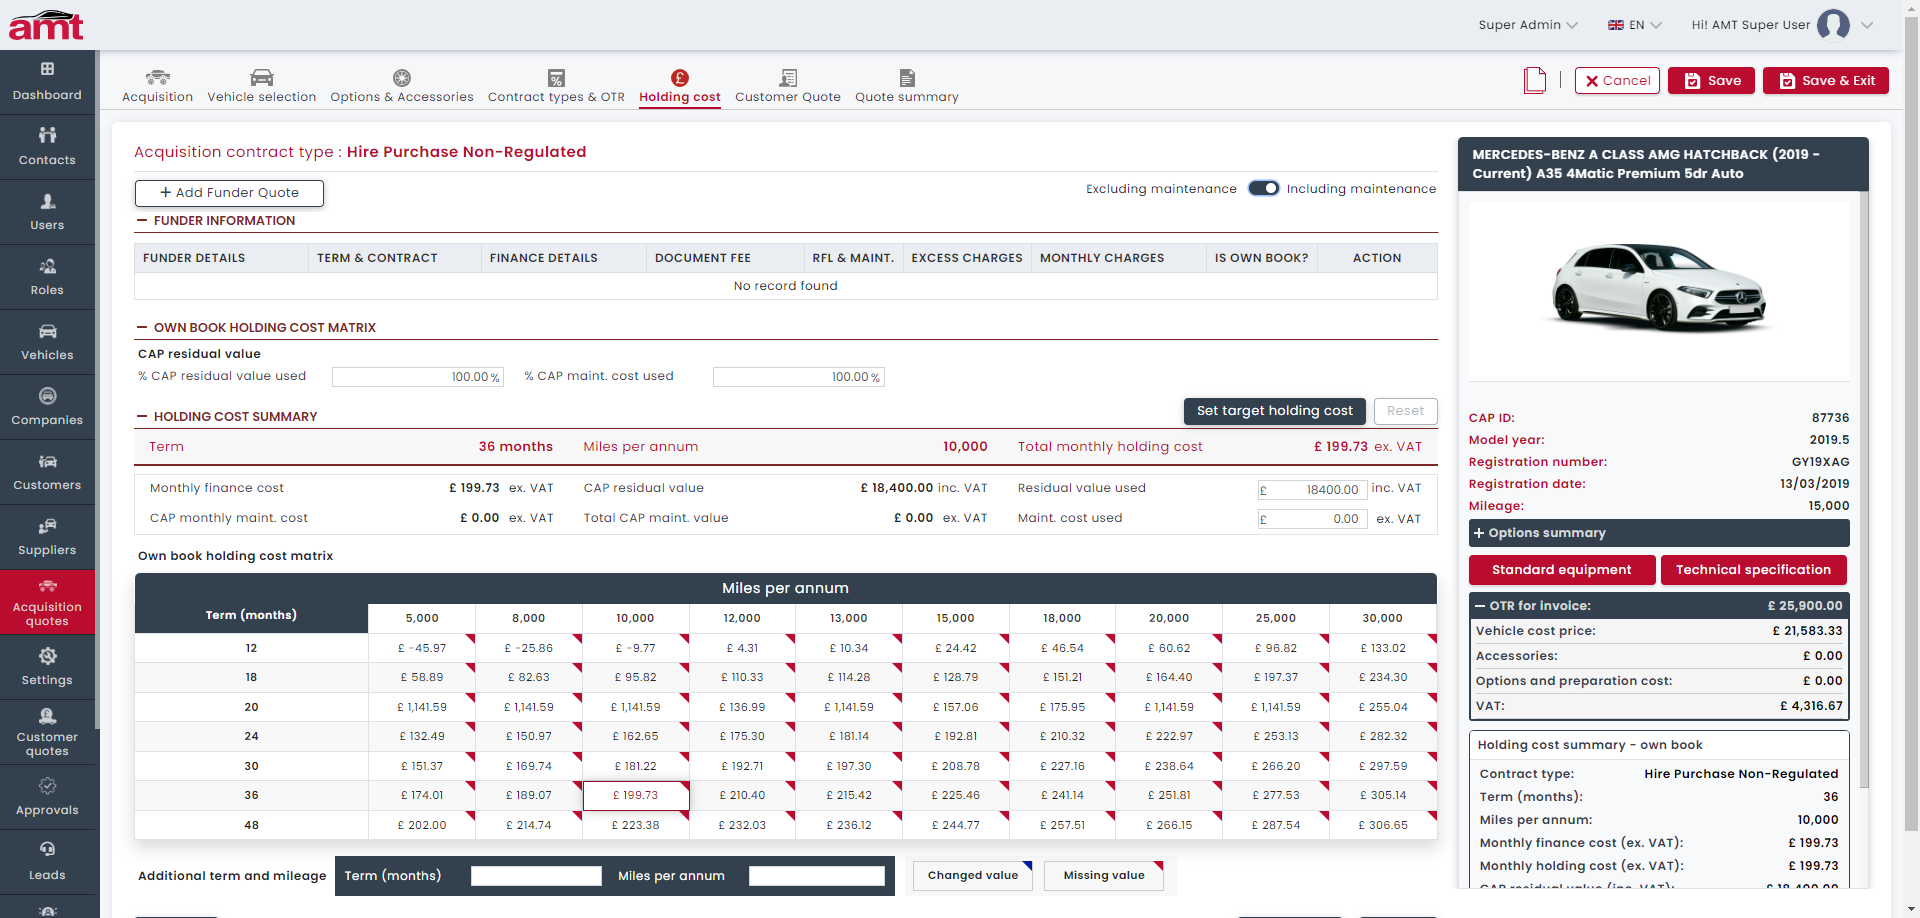 amt
Super Admin
EN
Hi! AMT Super User
Dashboard
Contacts
Users
Roles
Vehicles
Companies
Customers
Suppliers
Acquisition
quotes
Settings
Customer
quotes
Approvals
Leads
Acquisition
Vehicle selection
Options & Accessories
Contract types & OTR
Holding cost
Customer Quote
Quote summary
Cancel
Save
Save & Exit
Acquisition contract type : Hire Purchase Non-Regulated
+ Add Funder Quote
Excluding maintenance
Including maintenance
— FUNDER INFORMATION
FUNDER DETAILS TERM & CONTRACT FINANCE DETAILS DOCUMENT FEE RFL & MAINT. EXCESS CHARGES MONTHLY CHARGES IS OWN BOOK? ACTION
No record found
— OWN BOOK HOLDING COST MATRIX
CAP residual value
% CAP residual value used 100.00 % % CAP maint. cost used 100.00 %
— HOLDING COST SUMMARY
Set target holding cost
Reset
Term 36 months Miles per annum 10,000 Total monthly holding cost £ 199.73 ex. VAT
Monthly finance cost £ 199.73 ex. VAT CAP residual value £ 18,400.00 inc. VAT Residual value used £ 18400.00 inc. VAT
CAP monthly maint. cost £ 0.00 ex. VAT Total CAP maint. value £ 0.00 ex. VAT Maint. cost used £ 0.00 ex. VAT
Own book holding cost matrix
Miles per annum
Term (months) 5,000 8,000 10,000 12,000 13,000 15,000 18,000 20,000 25,000 30,000
12 £ -45.97 £ -25.86 £ -9.77 £ 4.31 £ 10.34 £ 24.42 £ 46.54 £ 60.62 £ 96.82 £ 133.02
18 £ 58.89 £ 82.63 £ 95.82 £ 110.33 £ 114.28 £ 128.79 £ 151.21 £ 164.40 £ 197.37 £ 234.30
20 £ 1,141.59 £ 1,141.59 £ 1,141.59 £ 136.99 £ 1,141.59 £ 157.06 £ 175.95 £ 1,141.59 £ 1,141.59 £ 255.04
24 £ 132.49 £ 150.97 £ 162.65 £ 175.30 £ 181.14 £ 192.81 £ 210.32 £ 222.97 £ 253.13 £ 282.32
30 £ 151.37 £ 169.74 £ 181.22 £ 192.71 £ 197.30 £ 208.78 £ 227.16 £ 238.64 £ 266.20 £ 297.59
36 £ 174.01 £ 189.07 £ 199.73 £ 210.40 £ 215.42 £ 225.46 £ 241.14 £ 251.81 £ 277.53 £ 305.14
48 £ 202.00 £ 214.74 £ 223.38 £ 232.03 £ 236.12 £ 244.77 £ 257.51 £ 266.15 £ 287.54 £ 306.65
Additional term and mileage Term (months) Miles per annum Changed value Missing value
MERCEDES-BENZ A CLASS AMG HATCHBACK (2019 -
Current) A35 4Matic Premium 5dr Auto
CAP ID: 87736
Model year: 2019.5
Registration number: GY19XAG
Registration date: 13/03/2019
Mileage: 15,000
+ Options summary
Standard equipment
Technical specification
— OTR for invoice: £ 25,900.00
Vehicle cost price: £ 21,583.33
Accessories: £ 0.00
Options and preparation cost: £ 0.00
VAT: £ 4,316.67
Holding cost summary - own book
Contract type: Hire Purchase Non-Regulated
Term (months): 36
Miles per annum: 10,000
Monthly finance cost (ex. VAT): £ 199.73
Monthly holding cost (ex. VAT): £ 199.73
CAP residual value (inc. VAT): £ 18,400.00